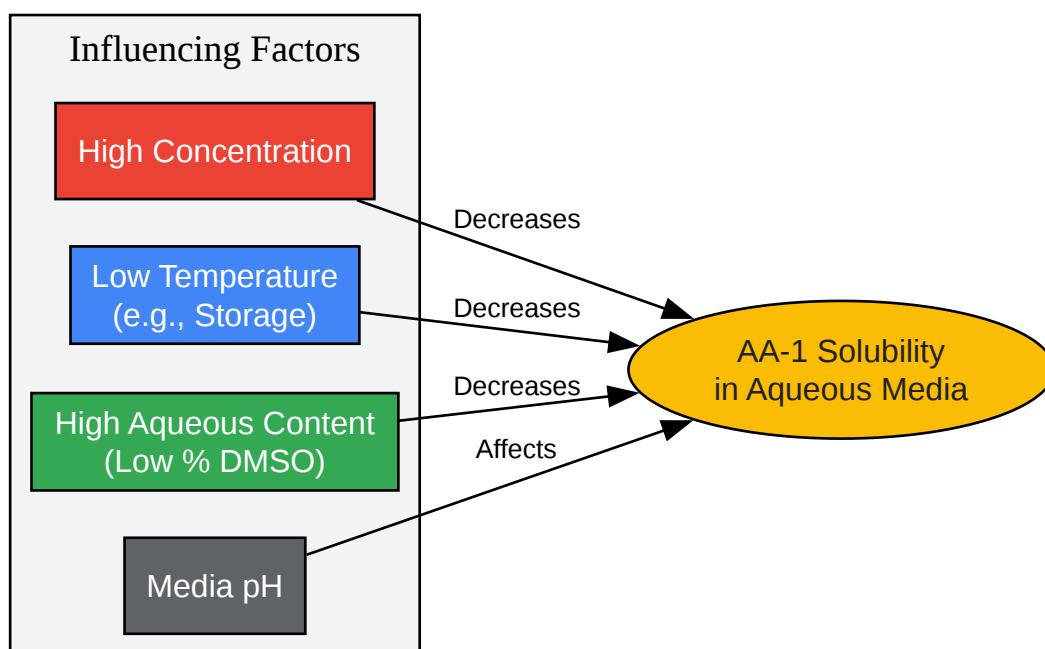 Influencing Factors
High Concentration
Decreases
Low Temperature
(e.g., Storage)
Decreases
High Aqueous Content
(Low % DMSO)
Decreases
Media pH
Affects
AA-1 Solubility
in Aqueous Media